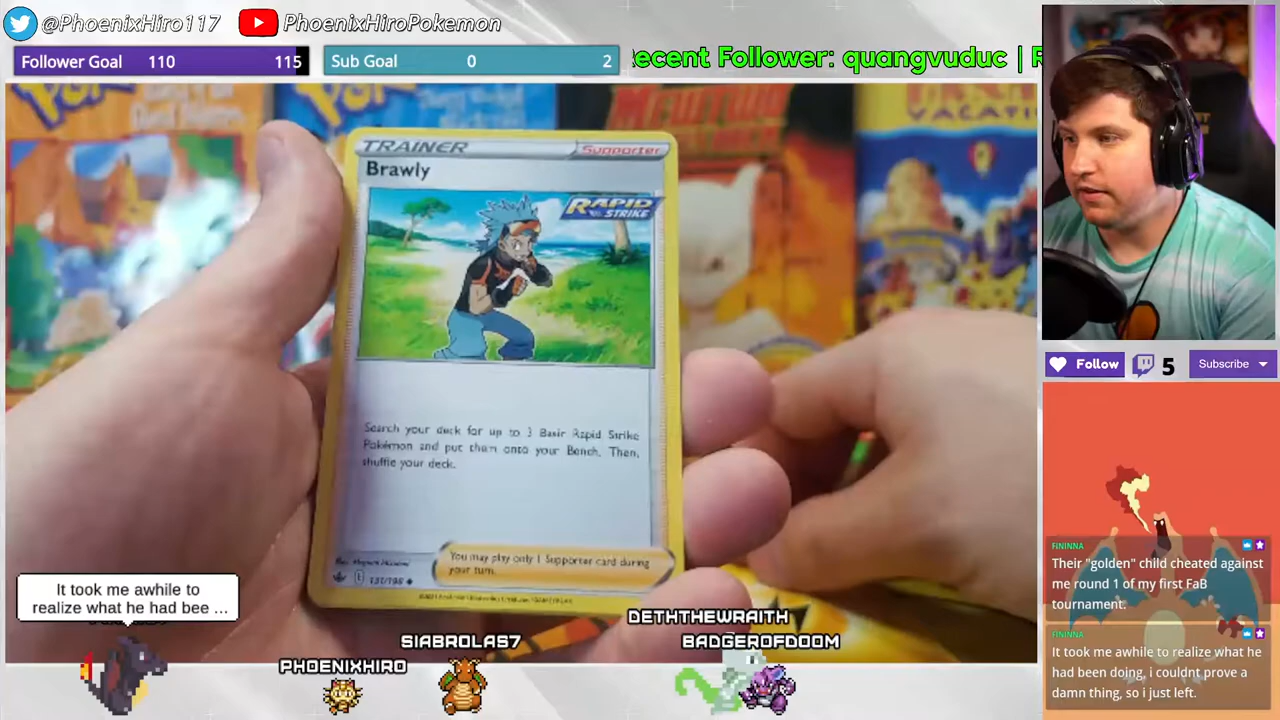 @PhoenixHiro117 PhoenixHiroPokemon
Follower Goal 110 115
Sub Goal 0 2
ecent Follower: quangvuduc | R
TRAINER Supporter
Brawly
RAPID
STRIKE
Search your deck for up to 3 Basic Rapid Strike
Pokémon and put them onto your Bench. Then,
shuffle your deck.
You may play only 1 Supporter card during
your turn.
131/198
MEWTWO
VACATI
Follow 5 Subscribe
FININNA
Their "golden" child cheated against
me round 1 of my first FaB
tournament.
FININNA
It took me awhile to realize what he
had been doing, i couldnt prove a
damn thing, so i just left.
It took me awhile to
realize what he had bee ...
PHOENIXHIRO
SIABROLAS7
DETHTHEWRAITH
BADGEROFDOOM